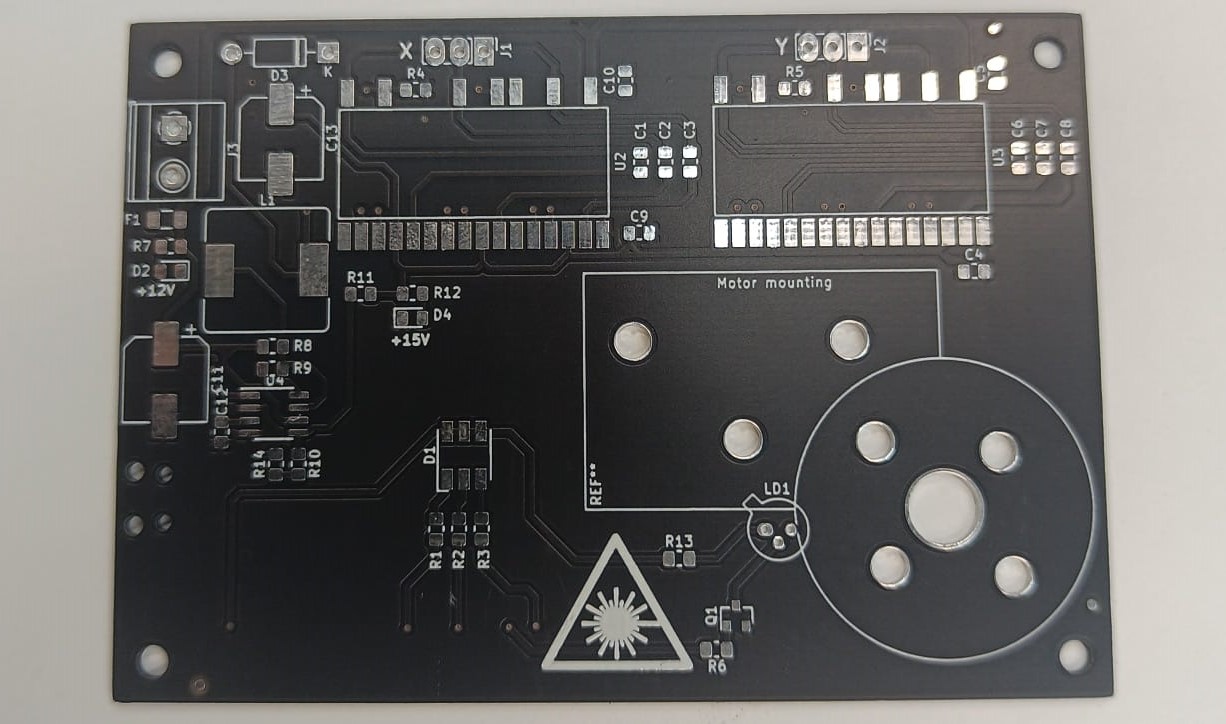 X
J1
Y
J2
D3
K
R4
C10
R5
C5
+
J3
C13
U2
C1
C2
C3
U3
C6
C7
C8
L1
F1
C9
R7
D2
+12V
C4
R11
R12
Motor mounting
D4
+15V
+
R8
R9
C11
U4
C12
D1
R14
R10
REF**
LD1
R1
R2
R3
R13
Q1
R6